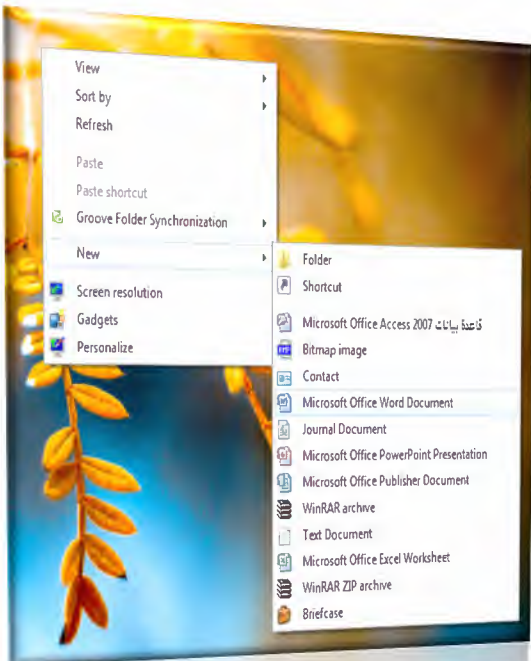 View
Sort by
Refresh
Paste
Paste shortcut
Groove Folder Synchronization
New
Screen resolution
Gadgets
Personalize
Folder
Shortcut
Microsoft Office Access 2007 قاعدة بيانات
Bitmap image
Contact
Microsoft Office Word Document
Journal Document
Microsoft Office PowerPoint Presentation
Microsoft Office Publisher Document
WinRAR archive
Text Document
Microsoft Office Excel Worksheet
WinRAR ZIP archive
Briefcase